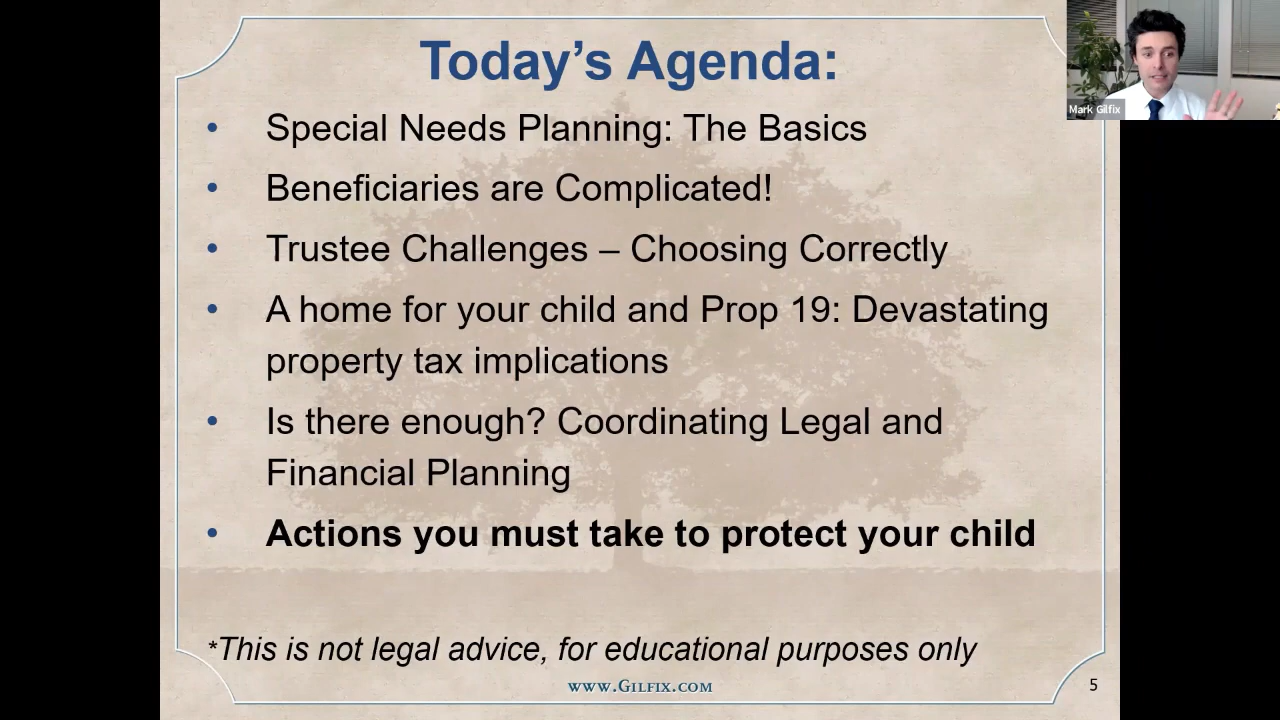 Today's Agenda:
• Special Needs Planning: The Basics
• Beneficiaries are Complicated!
• Trustee Challenges – Choosing Correctly
• A home for your child and Prop 19: Devastating
property tax implications
• Is there enough? Coordinating Legal and
Financial Planning
• Actions you must take to protect your child
*This is not legal advice, for educational purposes only
www.Gilfix.com
5
Mark Gilfix